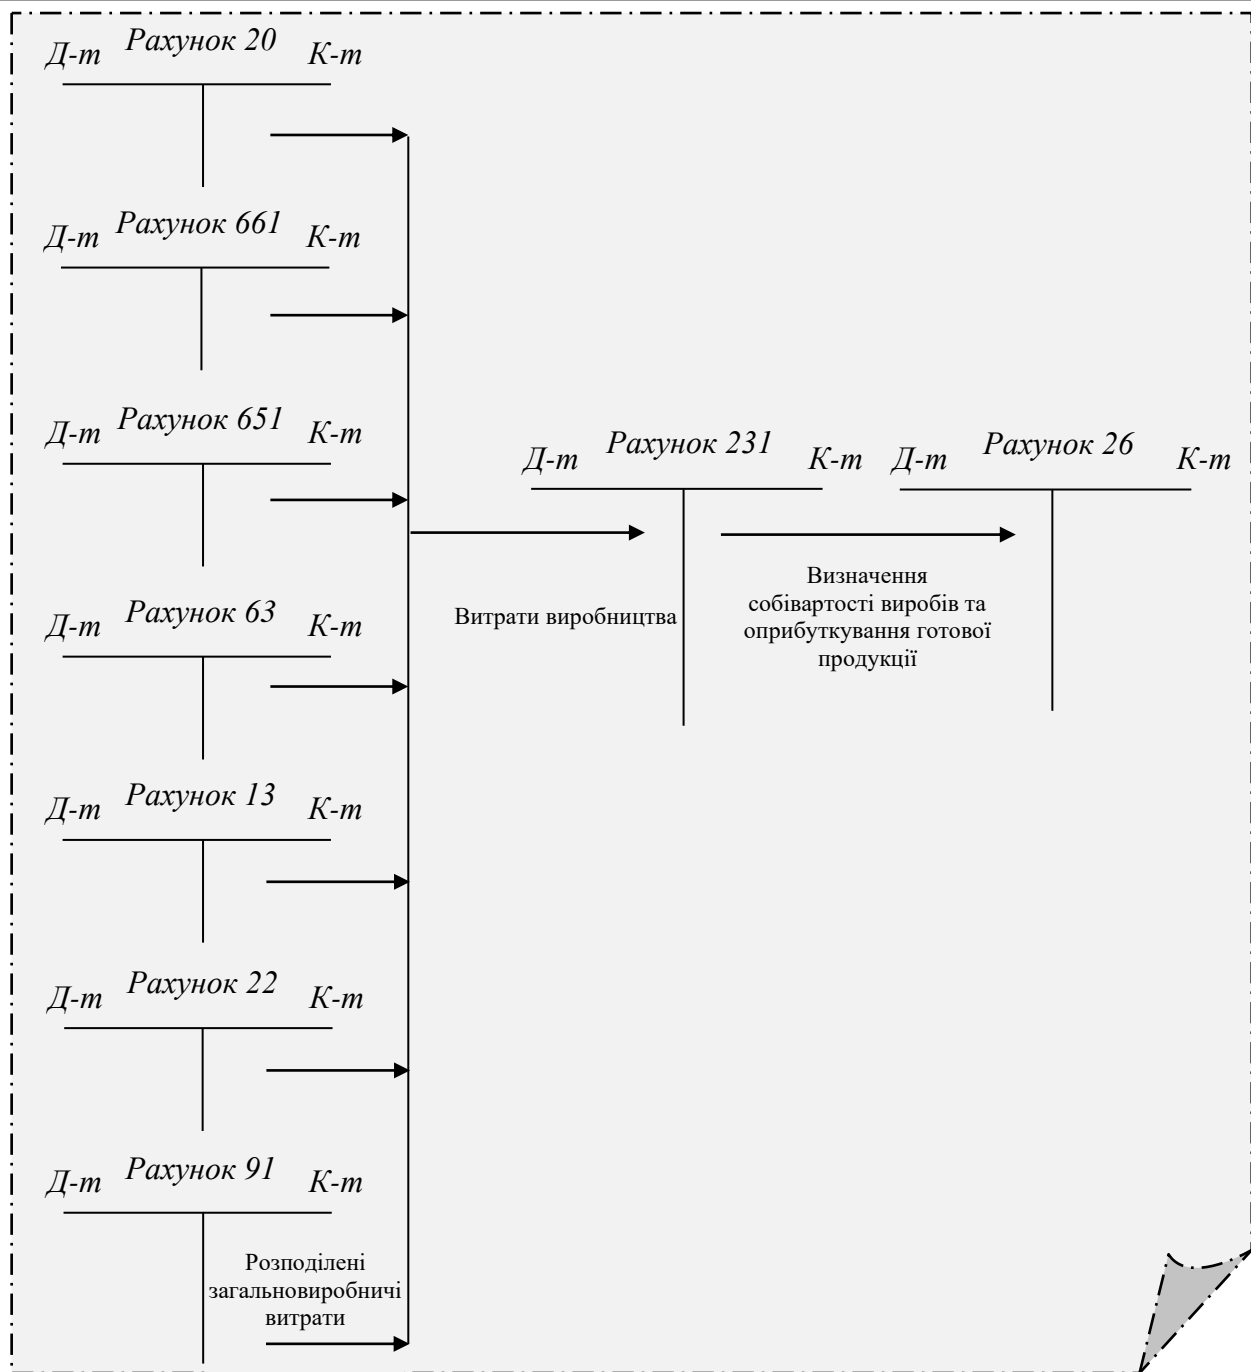 Д-т Рахунок 20 К-т
Д-т Рахунок 661 К-т
Д-т Рахунок 651 К-т
Д-т Рахунок 231 К-т
Д-т Рахунок 26 К-т
Витрати виробництва
Визначення
собівартості виробів та
оприбуткування готової
продукції
Д-т Рахунок 63 К-т
Д-т Рахунок 13 К-т
Д-т Рахунок 22 К-т
Д-т Рахунок 91 К-т
Розподілені
загальновиробничі
витрати